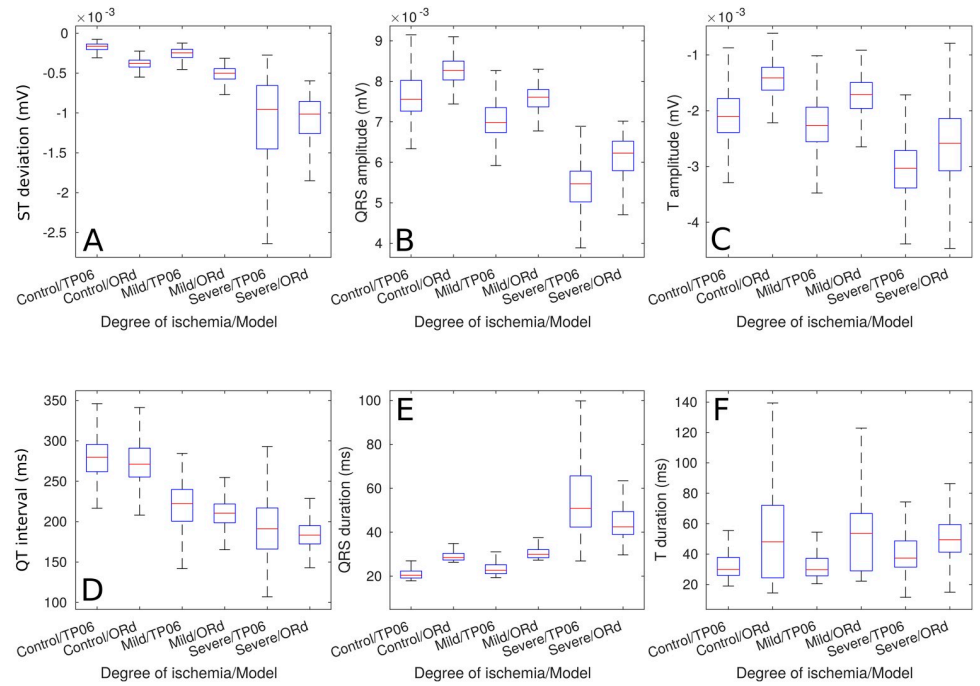 ×10⁻³
0
-0.5
-1
-1.5
-2
-2.5
ST deviation (mV)
A
Control/TP06
Control/ORd
Mild/TP06
Mild/ORd
Severe/TP06
Severe/ORd
Degree of ischemia/Model
×10⁻³
9
8
7
6
5
4
QRS amplitude (mV)
B
Control/TP06
Control/ORd
Mild/TP06
Mild/ORd
Severe/TP06
Severe/ORd
Degree of ischemia/Model
×10⁻³
-1
-2
-3
-4
T amplitude (mV)
C
Control/TP06
Control/ORd
Mild/TP06
Mild/ORd
Severe/TP06
Severe/ORd
Degree of ischemia/Model
350
300
250
200
150
100
QT interval (ms)
D
Control/TP06
Control/ORd
Mild/TP06
Mild/ORd
Severe/TP06
Severe/ORd
Degree of ischemia/Model
100
80
60
40
20
QRS duration (ms)
E
Control/TP06
Control/ORd
Mild/TP06
Mild/ORd
Severe/TP06
Severe/ORd
Degree of ischemia/Model
140
120
100
80
60
40
20
T duration (ms)
F
Control/TP06
Control/ORd
Mild/TP06
Mild/ORd
Severe/TP06
Severe/ORd
Degree of ischemia/Model